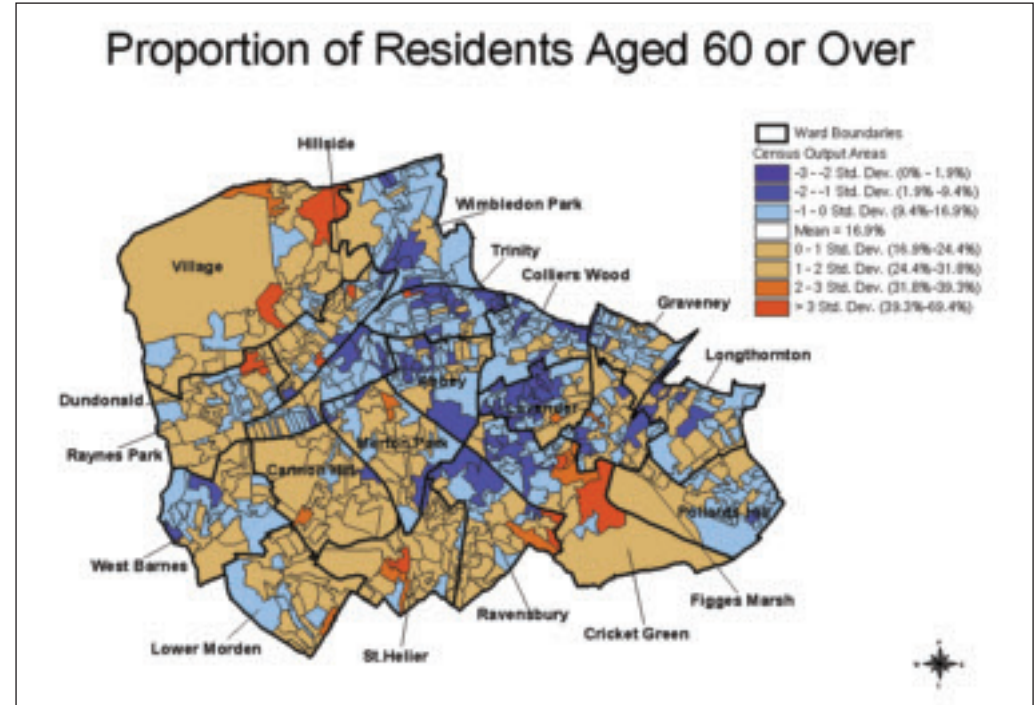 Proportion of Residents Aged 60 or Over
Ward Boundaries
Census Output Areas
-3 - -2 Std. Dev. (0% - 1.9%)
-2 - -1 Std. Dev. (1.9% -9.4%)
-1 - 0 Std. Dev. (9.4%-16.9%)
Mean = 16.9%
0 - 1 Std. Dev. (16.9%-24.4%)
1 - 2 Std. Dev. (24.4%-31.8%)
2 - 3 Std. Dev. (31.8%-39.3%)
> 3 Std. Dev. (39.3%-69.4%)
Hillside
Wimbledon Park
Village
Trinity
Colliers Wood
Graveney
Longthornton
Dundonald
Abbey
Lavender
Raynes Park
Merton Park
Cannon Hill
Pollards Hill
West Barnes
Figges Marsh
Ravensbury
Cricket Green
Lower Morden
St.Helier